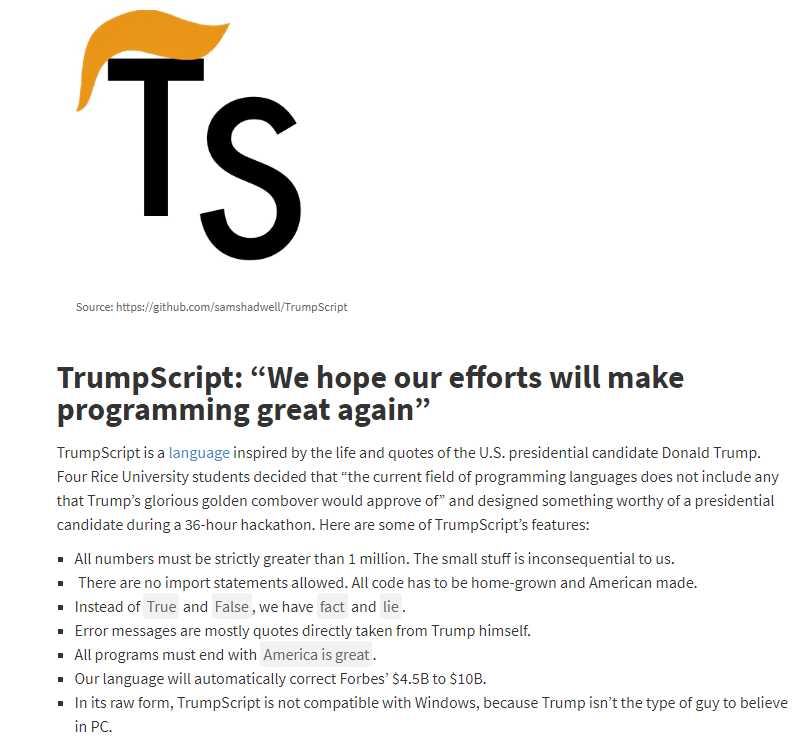 TS
Source: https://github.com/samshadwell/TrumpScript
TrumpScript: “We hope our efforts will make
programming great again”
TrumpScript is a language inspired by the life and quotes of the U.S. presidential candidate Donald Trump.
Four Rice University students decided that “the current field of programming languages does not include any
that Trump’s glorious golden combover would approve of” and designed something worthy of a presidential
candidate during a 36-hour hackathon. Here are some of TrumpScript’s features:
▪ All numbers must be strictly greater than 1 million. The small stuff is inconsequential to us.
▪ There are no import statements allowed. All code has to be home-grown and American made.
▪ Instead of True and False, we have fact and lie.
▪ Error messages are mostly quotes directly taken from Trump himself.
▪ All programs must end with America is great.
▪ Our language will automatically correct Forbes’ $4.5B to $10B.
▪ In its raw form, TrumpScript is not compatible with Windows, because Trump isn’t the type of guy to believe
in PC.